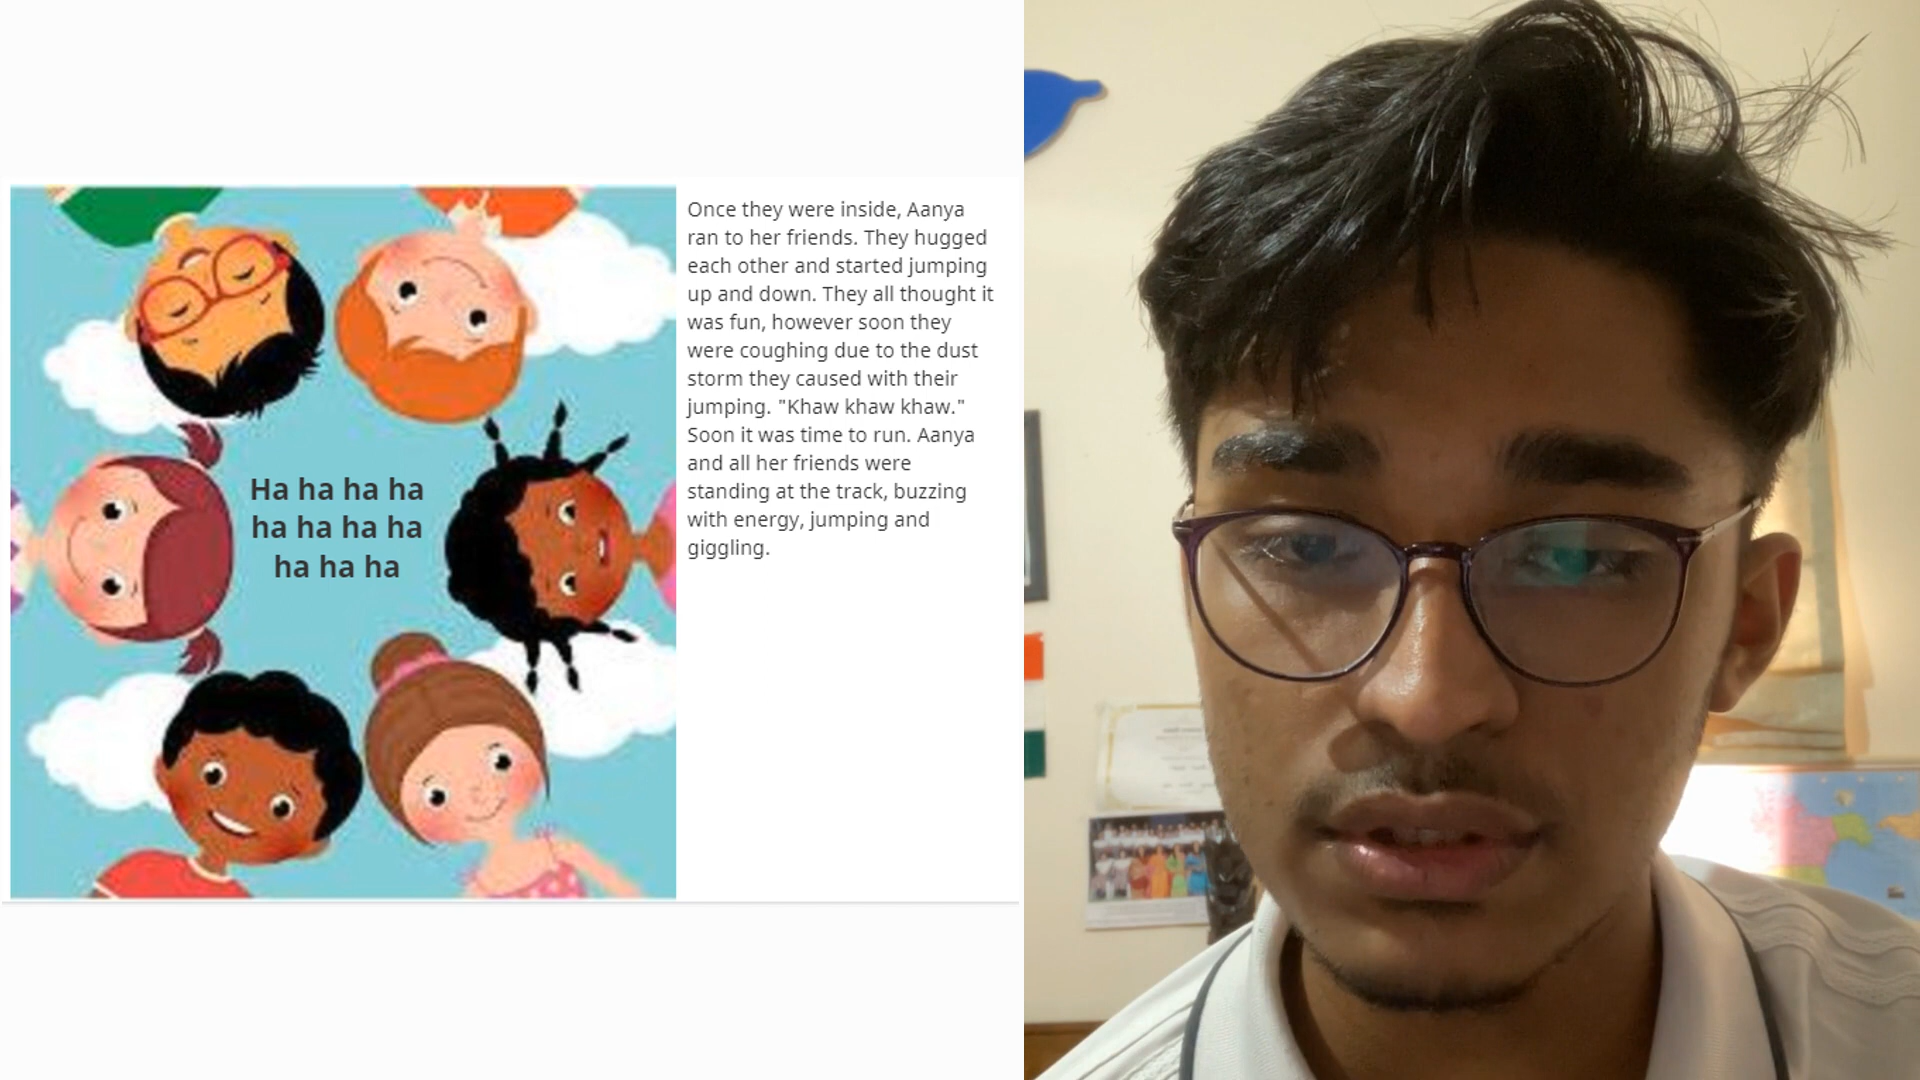 Ha ha ha ha
ha ha ha ha
ha ha ha
Once they were inside, Aanya
ran to her friends. They hugged
each other and started jumping
up and down. They all thought it
was fun, however soon they
were coughing due to the dust
storm they caused with their
jumping. "Khaw khaw khaw."
Soon it was time to run. Aanya
and all her friends were
standing at the track, buzzing
with energy, jumping and
giggling.